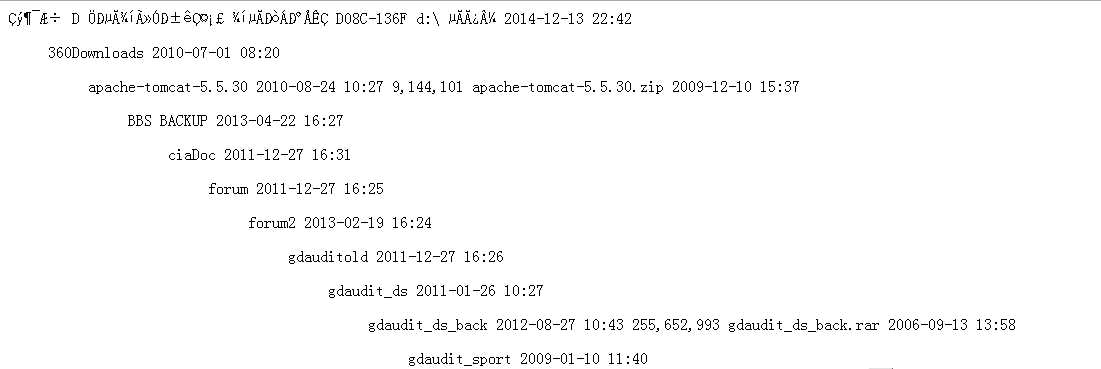 Çý¶¯Æ÷ D ÖÐµÄ¾íÃ»ÓÐ±êÇ©¡£ ¾íµÄÐòÁÐºÅÊÇ D08C-136F d:\ µÄÄ¿Â¼ 2014-12-13 22:42
360Downloads 2010-07-01 08:20
apache-tomcat-5.5.30 2010-08-24 10:27 9,144,101 apache-tomcat-5.5.30.zip 2009-12-10 15:37
BBS BACKUP 2013-04-22 16:27
ciaDoc 2011-12-27 16:31
forum 2011-12-27 16:25
forum2 2013-02-19 16:24
gdauditold 2011-12-27 16:26
gdaudit_ds 2011-01-26 10:27
gdaudit_ds_back 2012-08-27 10:43 255,652,993 gdaudit_ds_back.rar 2006-09-13 13:58
gdaudit_sport 2009-01-10 11:40